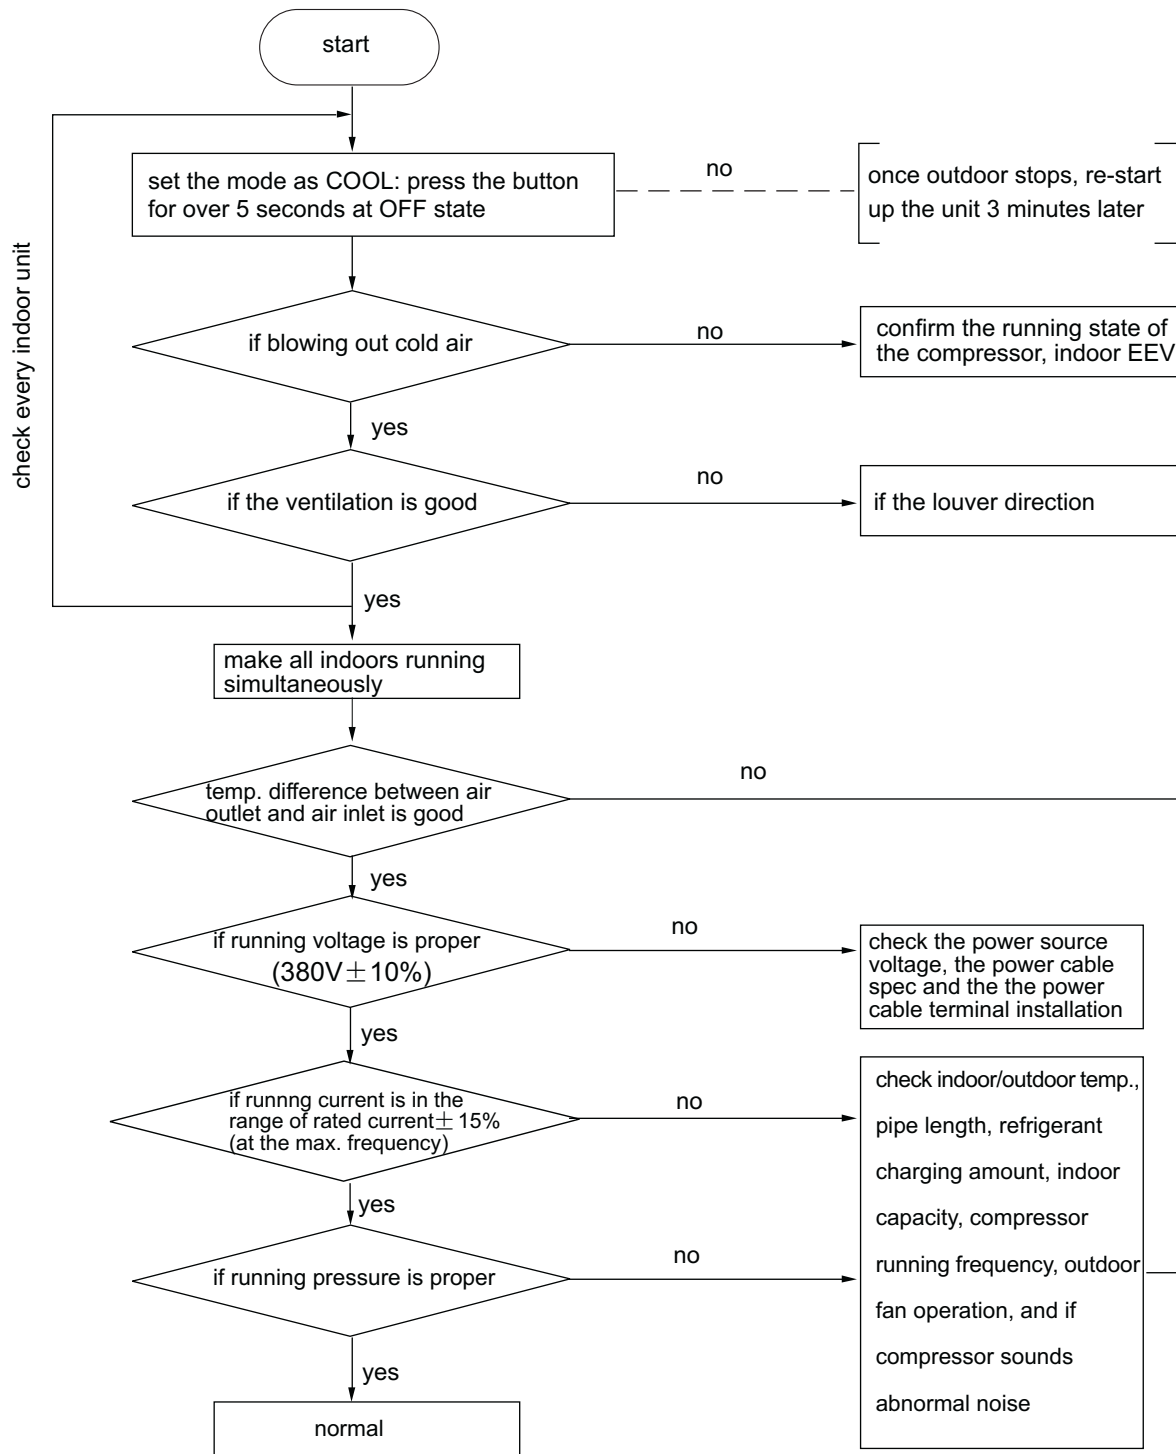 start
set the mode as COOL: press the button
for over 5 seconds at OFF state
no
once outdoor stops, re-start
up the unit 3 minutes later
check every indoor unit
if blowing out cold air
no
confirm the running state of
the compressor, indoor EEV
yes
if the ventilation is good
no
if the louver direction
yes
make all indoors running
simultaneously
temp. difference between air
outlet and air inlet is good
no
yes
if running voltage is proper
(380V±10%)
no
check the power source
voltage, the power cable
spec and the the power
cable terminal installation
yes
if runnng current is in the
range of rated current± 15%
(at the max. frequency)
no
check indoor/outdoor temp.,
pipe length, refrigerant
charging amount, indoor
capacity, compressor
running frequency, outdoor
fan operation, and if
compressor sounds
abnormal noise
yes
if running pressure is proper
no
yes
normal